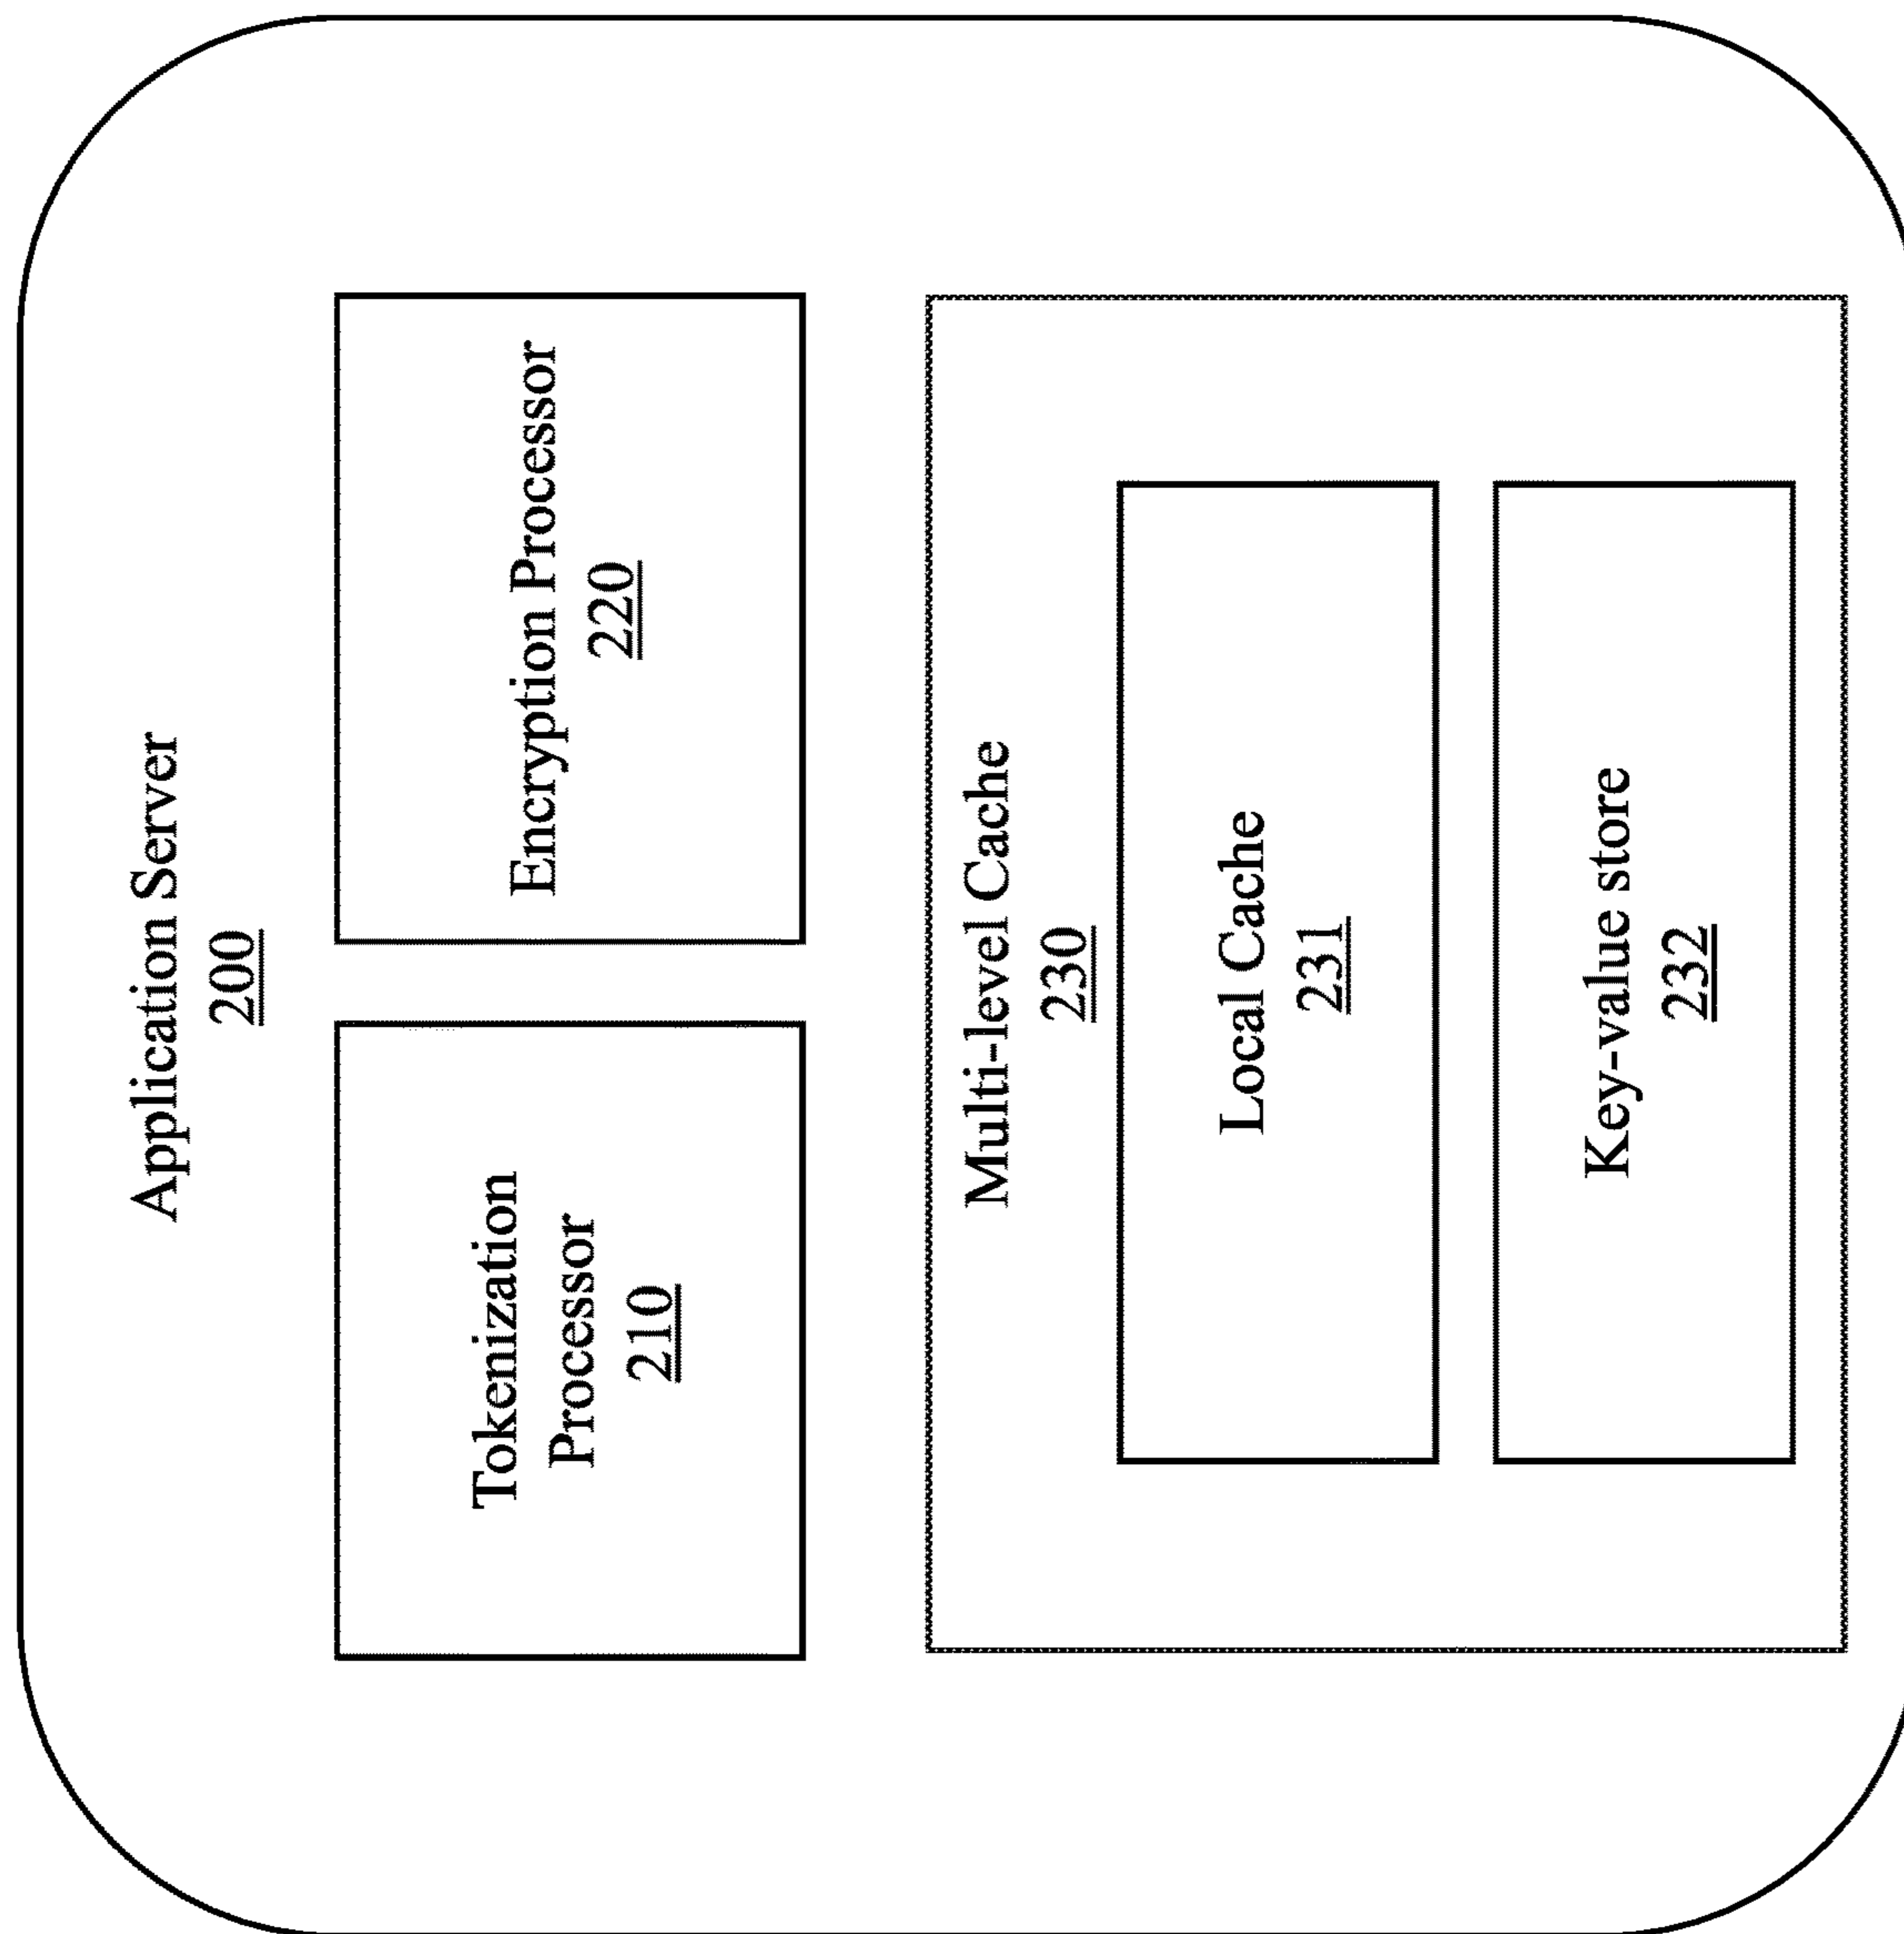 Application Server
200
Tokenization
Processor
210
Encryption Processor
220
Multi-level Cache
230
Local Cache
231
Key-value store
232